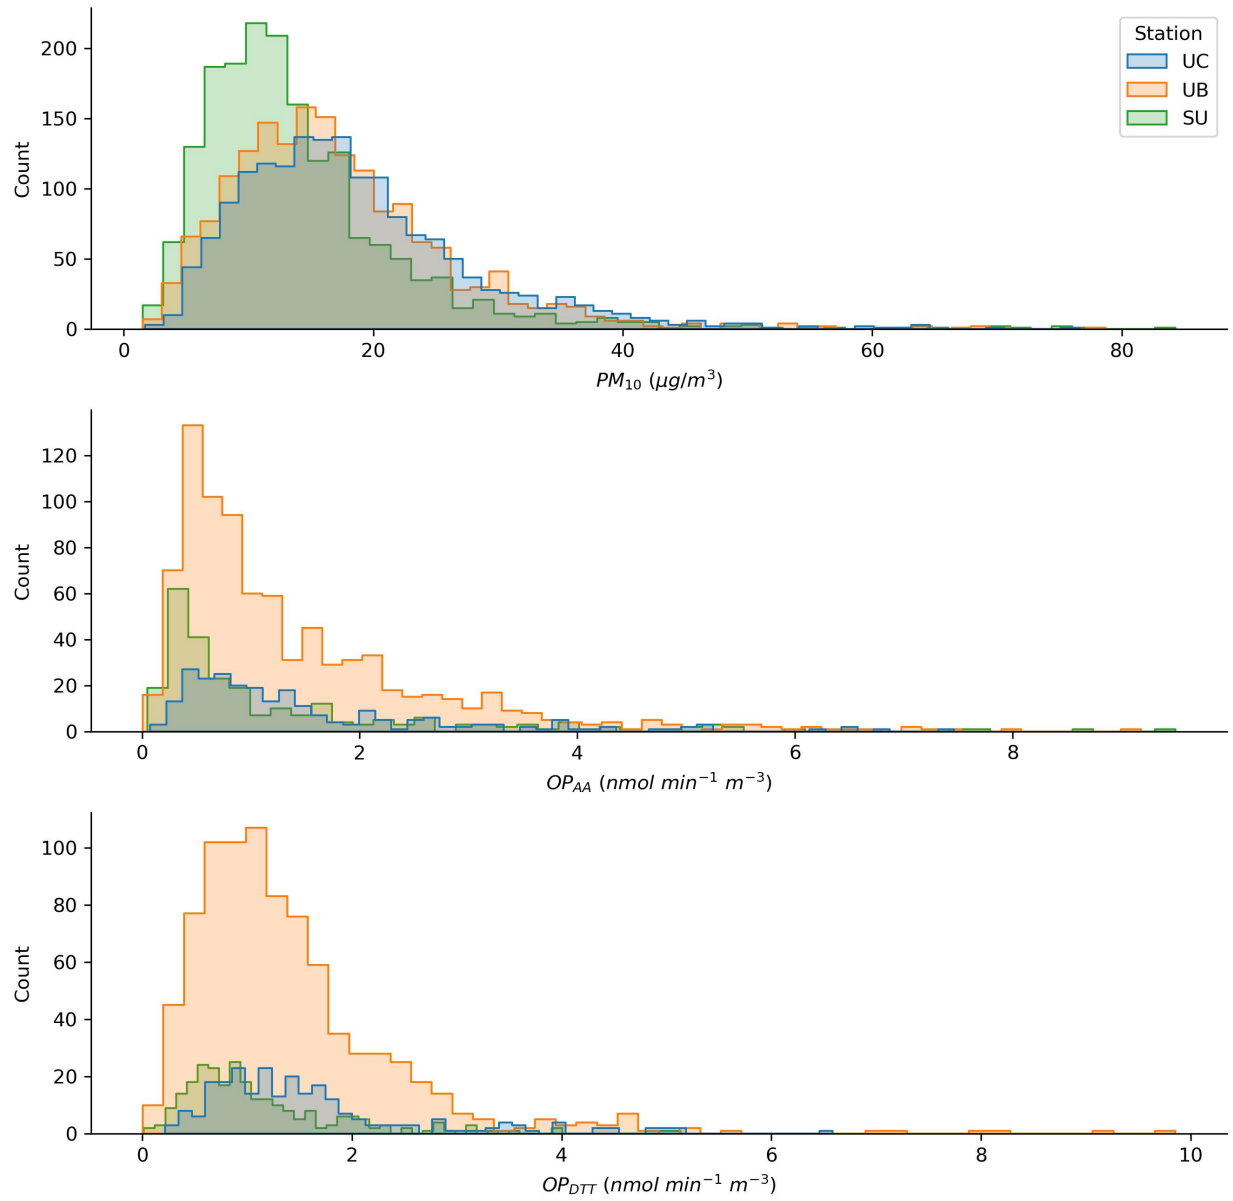 Station
UC
UB
SU
200
150
100
50
0
Count
0 20 40 60 80
PM₁₀ (μg/m³)
120
100
80
60
40
20
0
Count
0 2 4 6 8
OP_AA (nmol min⁻¹ m⁻³)
100
80
60
40
20
0
Count
0 2 4 6 8 10
OP_DTT (nmol min⁻¹ m⁻³)